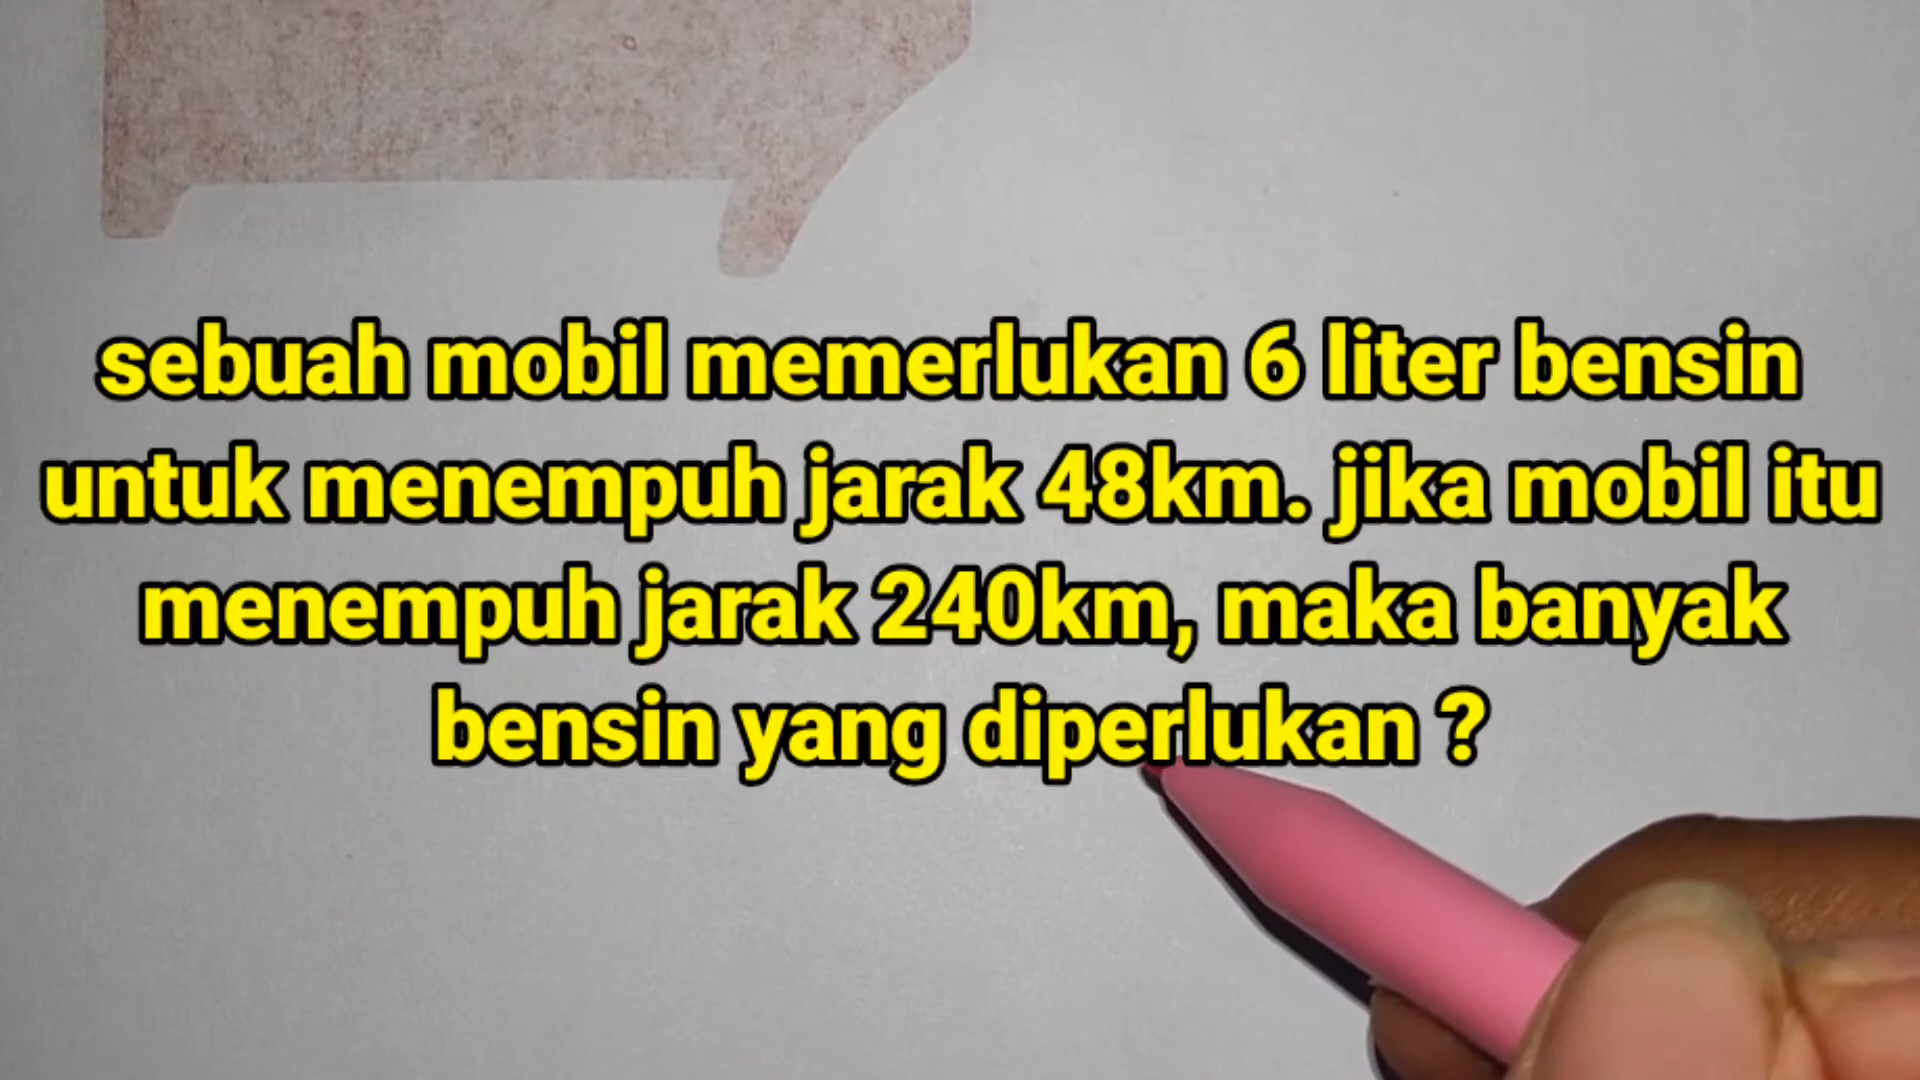 sebuah mobil memerlukan 6 liter bensin
untuk menempuh jarak 48km. jika mobil itu
menempuh jarak 240km, maka banyak
bensin yang diperlukan ?